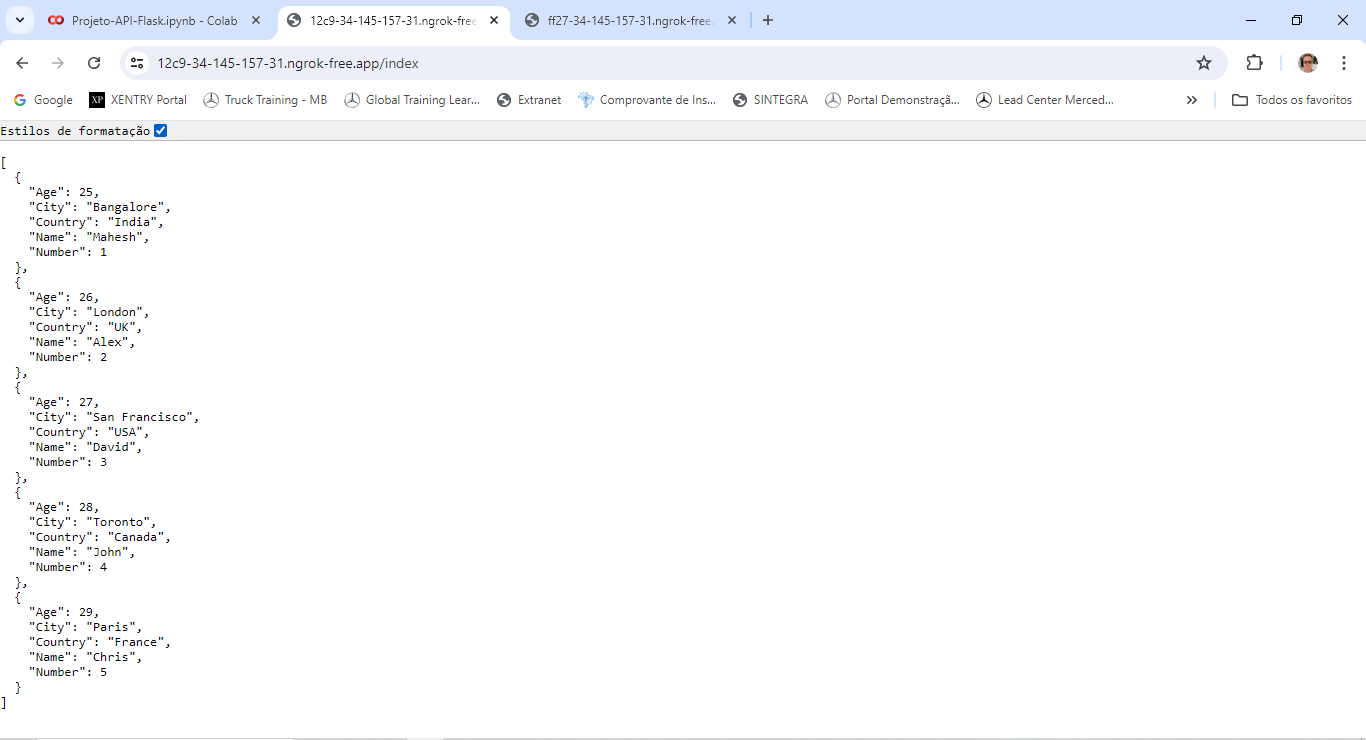 Projeto-API-Flask.ipynb - Colab
12c9-34-145-157-31.ngrok-free
ff27-34-145-157-31.ngrok-free.
12c9-34-145-157-31.ngrok-free.app/index
Google
XP XENTRY Portal
Truck Training - MB
Global Training Lear...
Extranet
Comprovante de Ins...
SINTEGRA
Portal Demonstraçã...
Lead Center Merced...
Todos os favoritos
Estilos de formatação
[
  {
    "Age": 25,
    "City": "Bangalore",
    "Country": "India",
    "Name": "Mahesh",
    "Number": 1
  },
  {
    "Age": 26,
    "City": "London",
    "Country": "UK",
    "Name": "Alex",
    "Number": 2
  },
  {
    "Age": 27,
    "City": "San Francisco",
    "Country": "USA",
    "Name": "David",
    "Number": 3
  },
  {
    "Age": 28,
    "City": "Toronto",
    "Country": "Canada",
    "Name": "John",
    "Number": 4
  },
  {
    "Age": 29,
    "City": "Paris",
    "Country": "France",
    "Name": "Chris",
    "Number": 5
  }
]